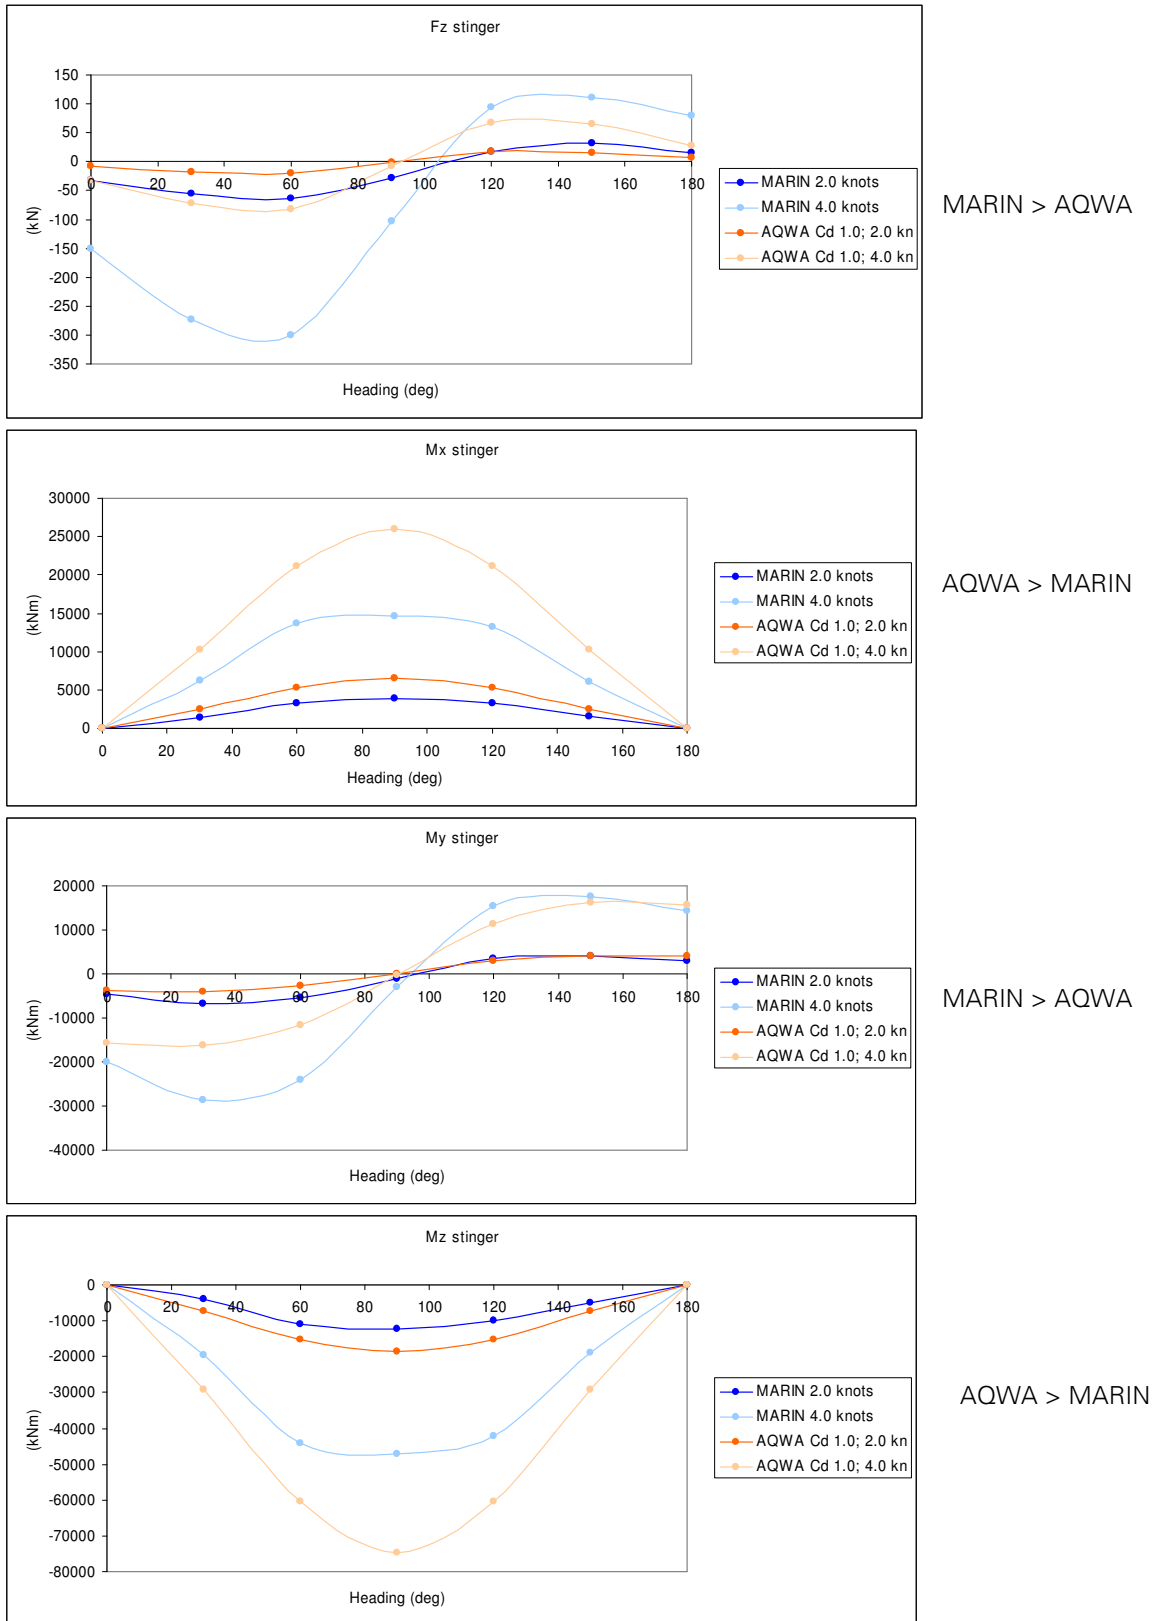 Fz stinger
150
100
50
0
-50
-100
-150
-200
-250
-300
-350
(kN)
0 20 40 60 80 100 120 140 160 180
Heading (deg)
MARIN 2.0 knots
MARIN 4.0 knots
AQWA Cd 1.0; 2.0 kn
AQWA Cd 1.0; 4.0 kn
MARIN > AQWA
Mx stinger
30000
25000
20000
15000
10000
5000
0
(kNm)
0 20 40 60 80 100 120 140 160 180
Heading (deg)
MARIN 2.0 knots
MARIN 4.0 knots
AQWA Cd 1.0; 2.0 kn
AQWA Cd 1.0; 4.0 kn
AQWA > MARIN
My stinger
20000
10000
0
-10000
-20000
-30000
-40000
(kNm)
0 20 40 60 80 100 120 140 160 180
Heading (deg)
MARIN 2.0 knots
MARIN 4.0 knots
AQWA Cd 1.0; 2.0 kn
AQWA Cd 1.0; 4.0 kn
MARIN > AQWA
Mz stinger
0
-10000
-20000
-30000
-40000
-50000
-60000
-70000
-80000
(kNm)
0 20 40 60 80 100 120 140 160 180
Heading (deg)
MARIN 2.0 knots
MARIN 4.0 knots
AQWA Cd 1.0; 2.0 kn
AQWA Cd 1.0; 4.0 kn
AQWA > MARIN